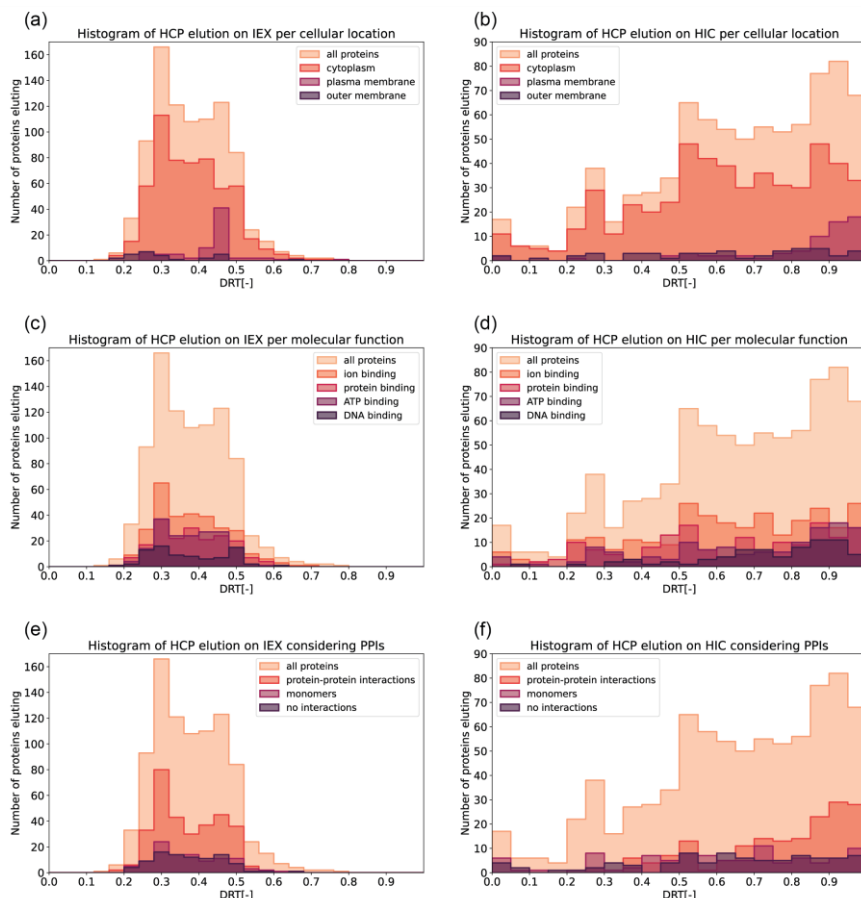 (a)
Histogram of HCP elution on IEX per cellular location
160
140
120
100
80
60
40
20
0
Number of proteins eluting
all proteins
cytoplasm
plasma membrane
outer membrane
0.0 0.1 0.2 0.3 0.4 0.5 0.6 0.7 0.8 0.9
DRT[-]
(b)
Histogram of HCP elution on HIC per cellular location
90
80
70
60
50
40
30
20
10
0
Number of proteins eluting
all proteins
cytoplasm
plasma membrane
outer membrane
0.0 0.1 0.2 0.3 0.4 0.5 0.6 0.7 0.8 0.9
DRT[-]
(c)
Histogram of HCP elution on IEX per molecular function
160
140
120
100
80
60
40
20
0
Number of proteins eluting
all proteins
ion binding
protein binding
ATP binding
DNA binding
0.0 0.1 0.2 0.3 0.4 0.5 0.6 0.7 0.8 0.9
DRT[-]
(d)
Histogram of HCP elution on HIC per molecular function
90
80
70
60
50
40
30
20
10
0
Number of proteins eluting
all proteins
ion binding
protein binding
ATP binding
DNA binding
0.0 0.1 0.2 0.3 0.4 0.5 0.6 0.7 0.8 0.9
DRT[-]
(e)
Histogram of HCP elution on IEX considering PPIs
160
140
120
100
80
60
40
20
0
Number of proteins eluting
all proteins
protein-protein interactions
monomers
no interactions
0.0 0.1 0.2 0.3 0.4 0.5 0.6 0.7 0.8 0.9
DRT[-]
(f)
Histogram of HCP elution on HIC considering PPIs
90
80
70
60
50
40
30
20
10
0
Number of proteins eluting
all proteins
protein-protein interactions
monomers
no interactions
0.0 0.1 0.2 0.3 0.4 0.5 0.6 0.7 0.8 0.9
DRT[-]